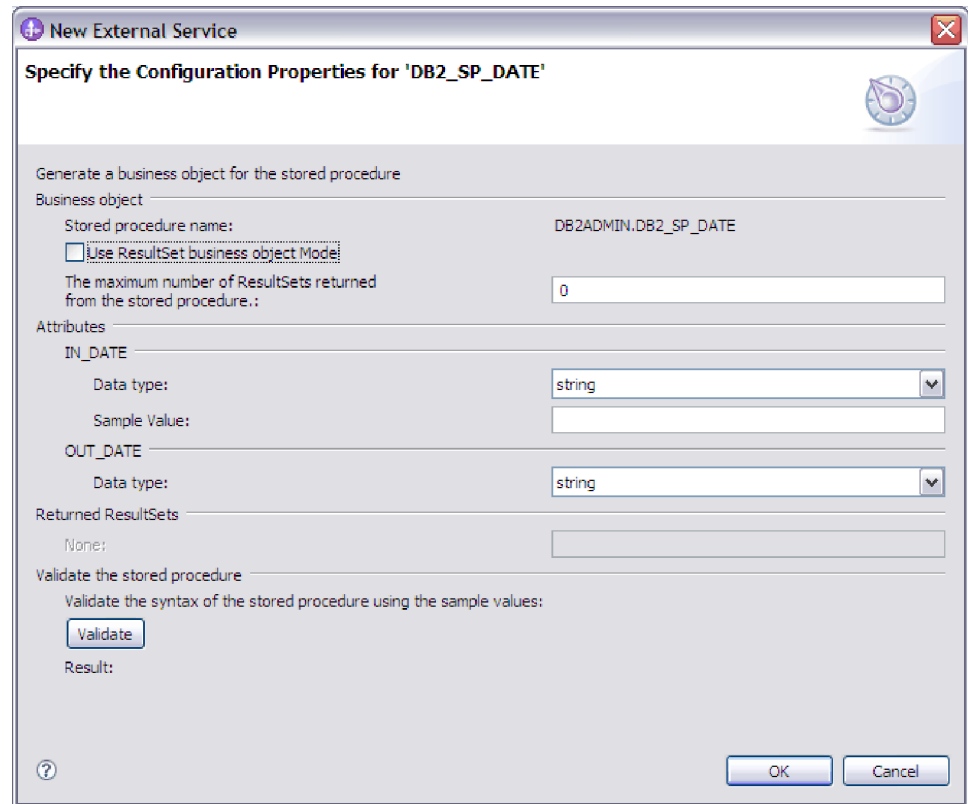 New External Service
Specify the Configuration Properties for 'DB2_SP_DATE'
Generate a business object for the stored procedure
Business object
Stored procedure name: DB2ADMIN.DB2_SP_DATE
Use ResultSet business object Mode
The maximum number of ResultSets returned
from the stored procedure.: 0
Attributes
IN_DATE
Data type: string
Sample Value:
OUT_DATE
Data type: string
Returned ResultSets
None:
Validate the stored procedure
Validate the syntax of the stored procedure using the sample values:
Validate
Result:
? OK Cancel